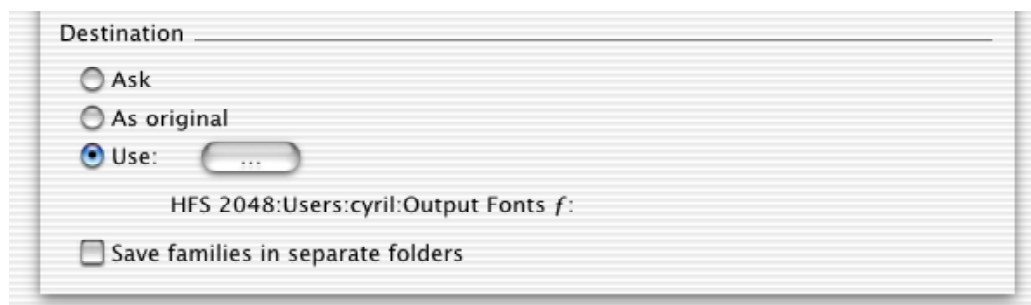 Destination
Ask
As original
Use: ...
HFS 2048:Users:cyril:Output Fonts ƒ:
Save families in separate folders